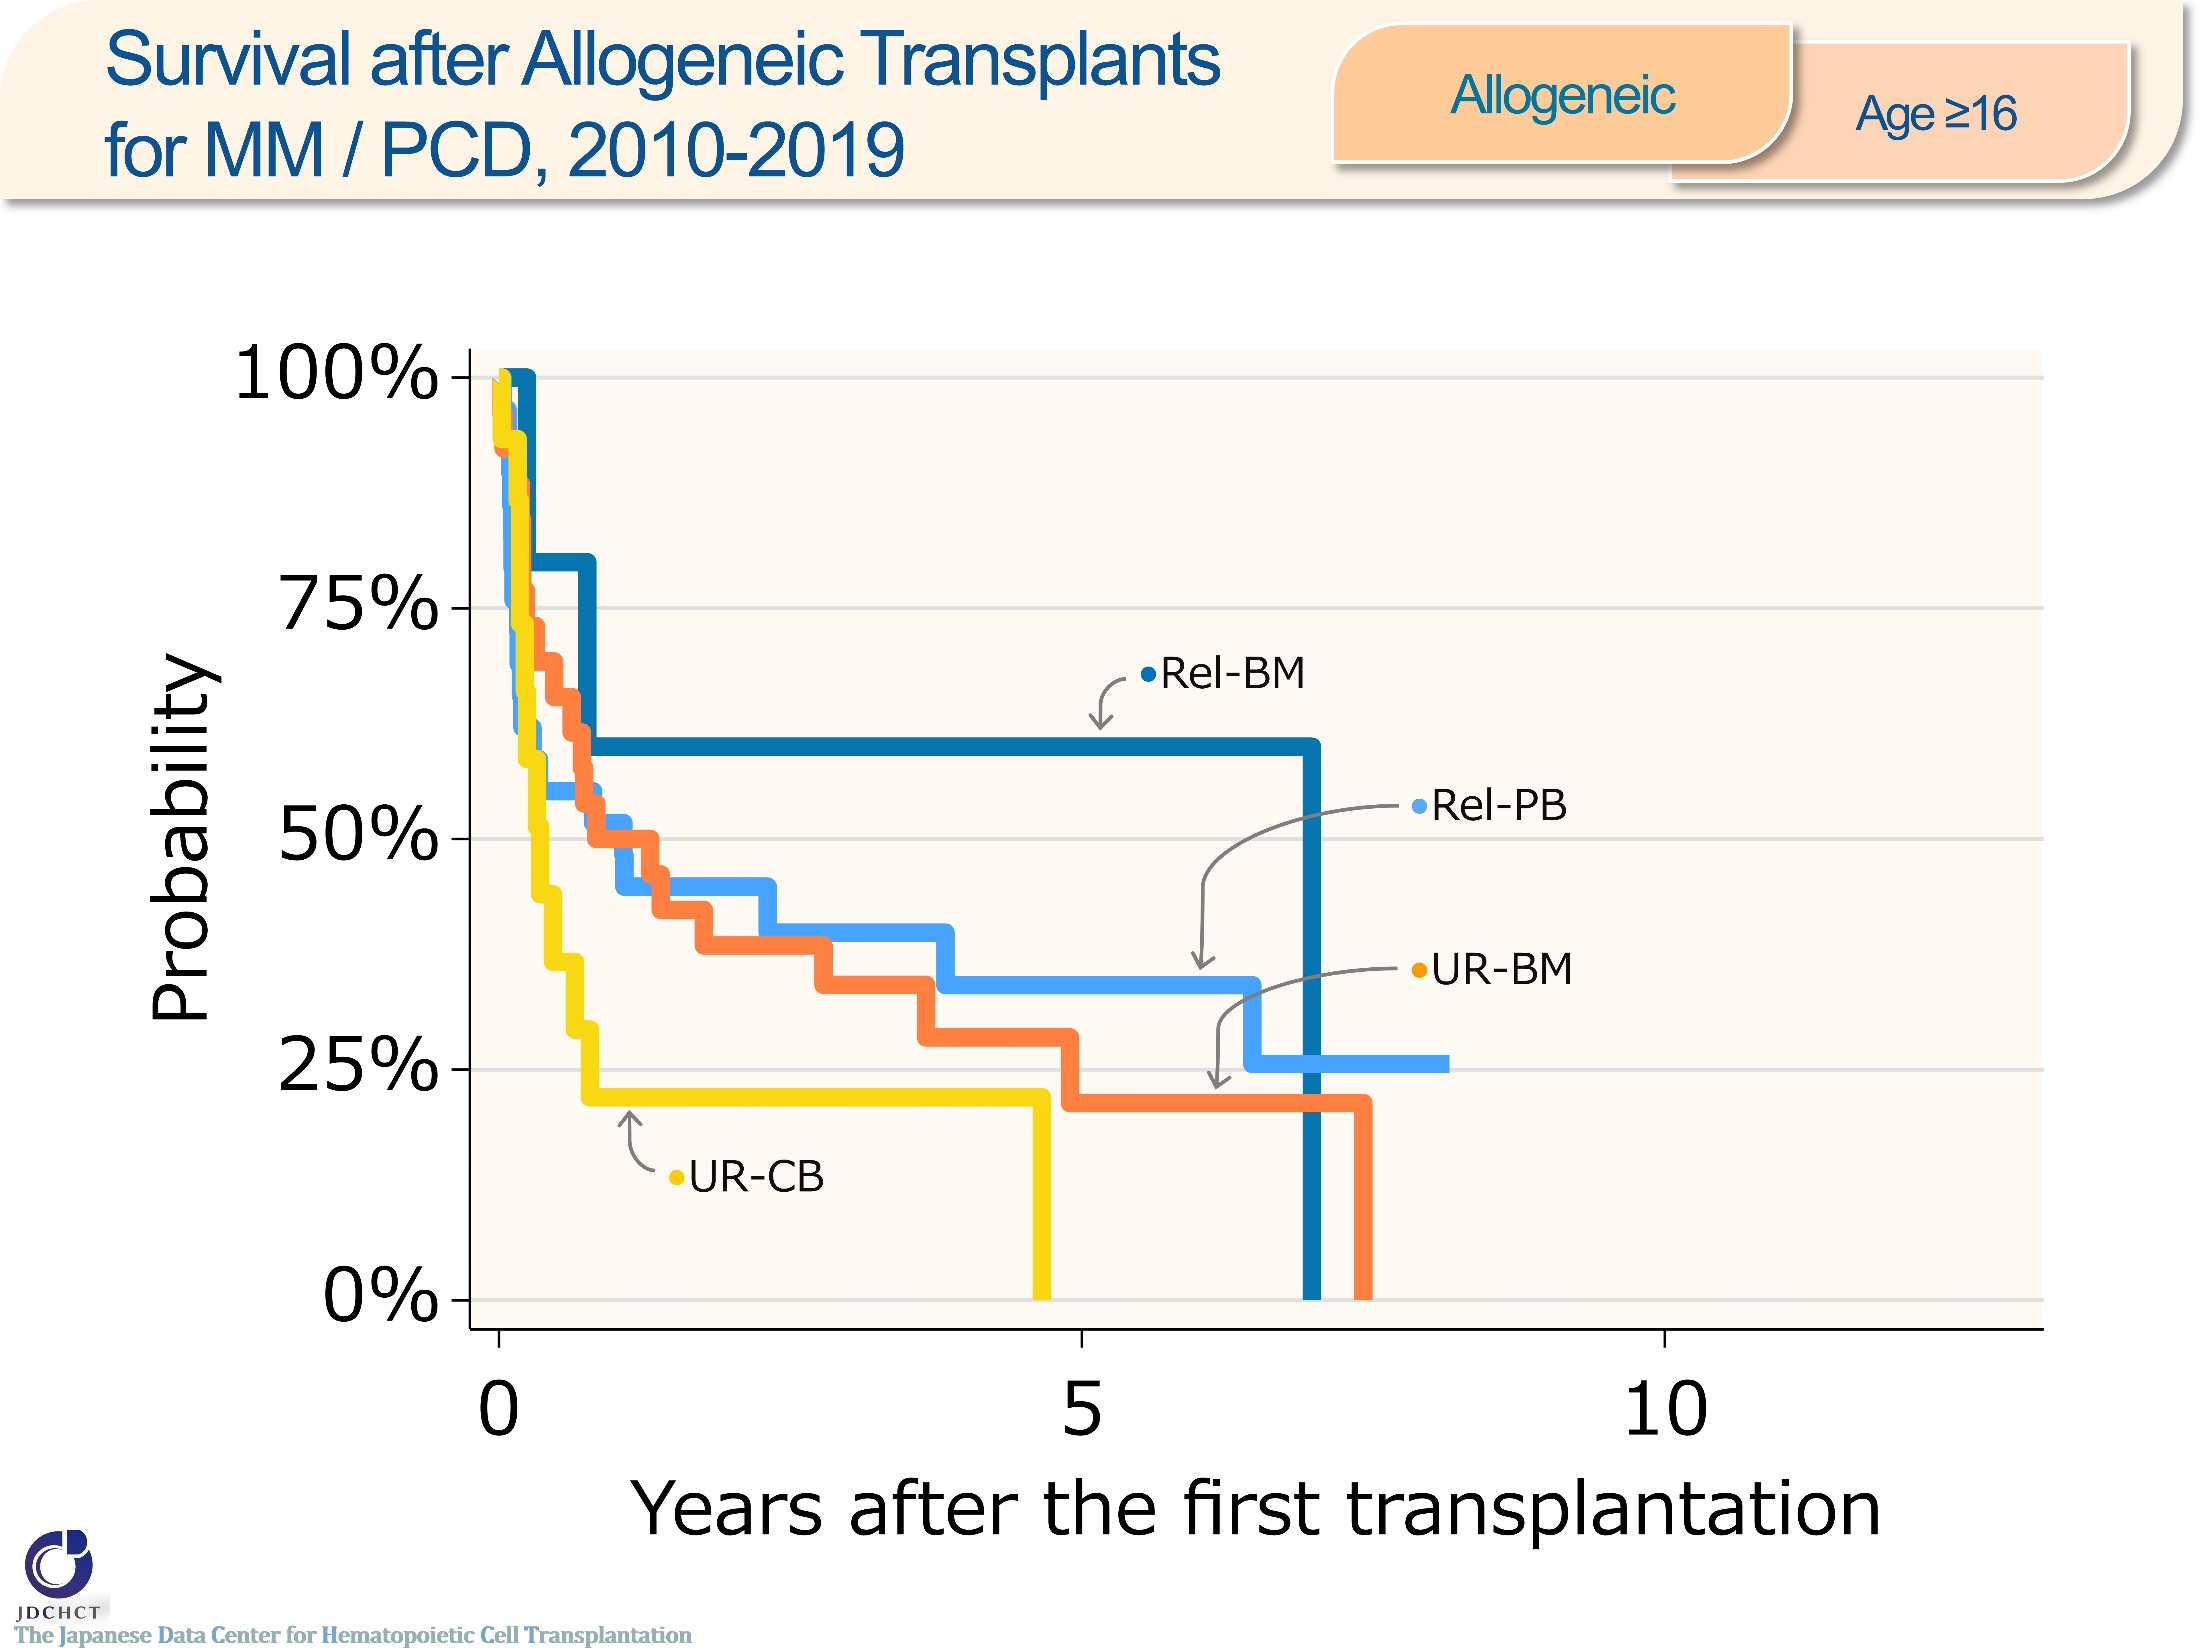 Survival after Allogeneic Transplants
for MM / PCD, 2010-2019
Allogeneic
Age ≥16
100%
75%
50%
25%
0%
Probability
Rel-BM
Rel-PB
UR-BM
UR-CB
0
5
10
Years after the first transplantation
JDCHCT
The Japanese Data Center for Hematopoietic Cell Transplantation